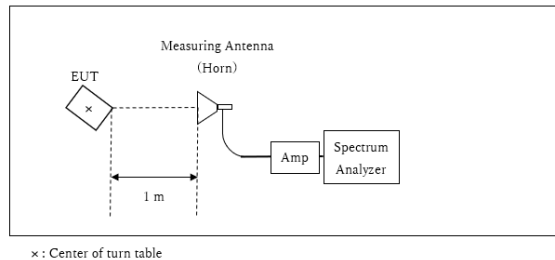 Measuring Antenna
(Horn)
EUT
×
Amp
Spectrum
Analyzer
1 m
× : Center of turn table